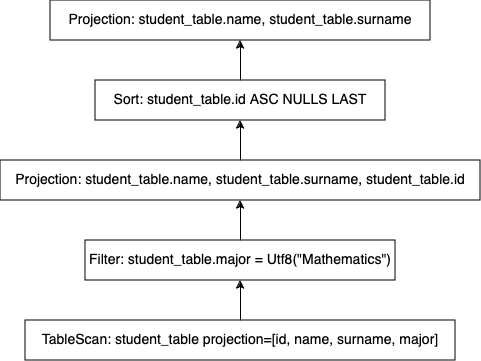 Projection: student_table.name, student_table.surname
Sort: student_table.id ASC NULLS LAST
Projection: student_table.name, student_table.surname, student_table.id
Filter: student_table.major = Utf8("Mathematics")
TableScan: student_table projection=[id, name, surname, major]